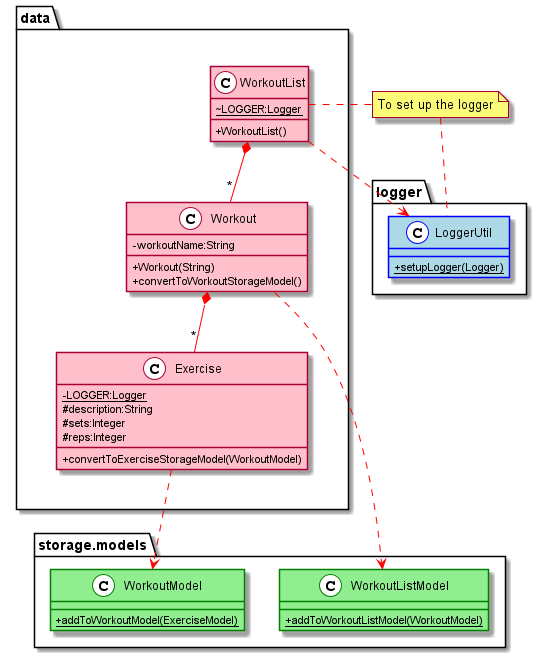 data
C WorkoutList
~LOGGER:Logger
+WorkoutList()
To set up the logger
*
logger
C Workout
-workoutName:String
+Workout(String)
+convertToWorkoutStorageModel()
C LoggerUtil
+setupLogger(Logger)
*
C Exercise
-LOGGER:Logger
#description:String
#sets:Integer
#reps:Integer
+convertToExerciseStorageModel(WorkoutModel)
storage.models
C WorkoutModel
+addToWorkoutModel(ExerciseModel)
C WorkoutListModel
+addToWorkoutListModel(WorkoutModel)